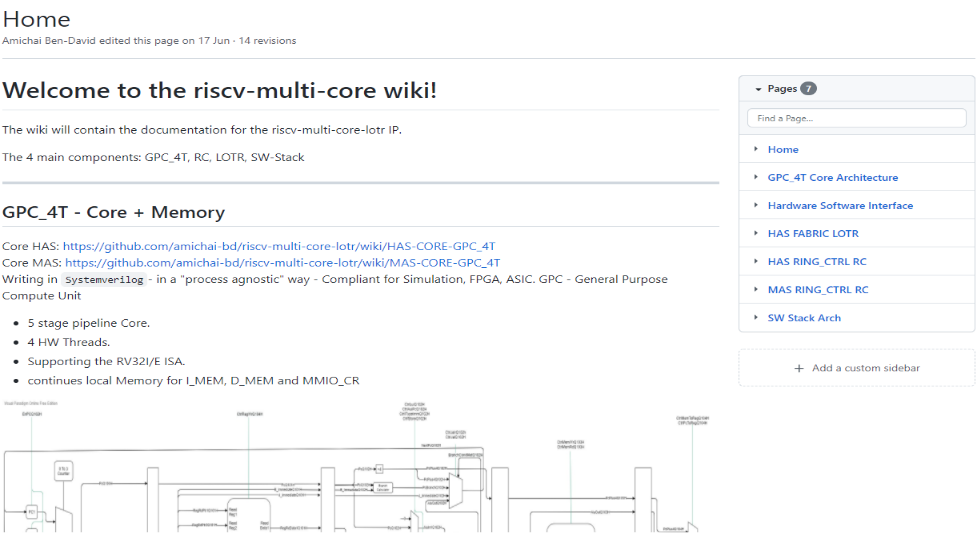 Home
Amichai Ben-David edited this page on 17 Jun · 14 revisions
Welcome to the riscv-multi-core wiki!
The wiki will contain the documentation for the riscv-multi-core-lotr IP.
The 4 main components: GPC_4T, RC, LOTR, SW-Stack
GPC_4T - Core + Memory
Core HAS: https://github.com/amichai-bd/riscv-multi-core-lotr/wiki/HAS-CORE-GPC_4T
Core MAS: https://github.com/amichai-bd/riscv-multi-core-lotr/wiki/MAS-CORE-GPC_4T
Writing in Systemverilog - in a "process agnostic" way - Compliant for Simulation, FPGA, ASIC. GPC - General Purpose
Compute Unit
• 5 stage pipeline Core.
• 4 HW Threads.
• Supporting the RV32I/E ISA.
• continues local Memory for I_MEM, D_MEM and MMIO_CR
Pages 7
Find a Page...
Home
GPC_4T Core Architecture
Hardware Software Interface
HAS FABRIC LOTR
HAS RING_CTRL RC
MAS RING_CTRL RC
SW Stack Arch
+ Add a custom sidebar